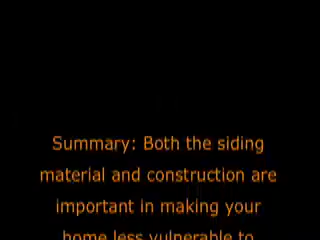 Summary: Both the siding
material and construction are
important in making your
home less vulnerable to